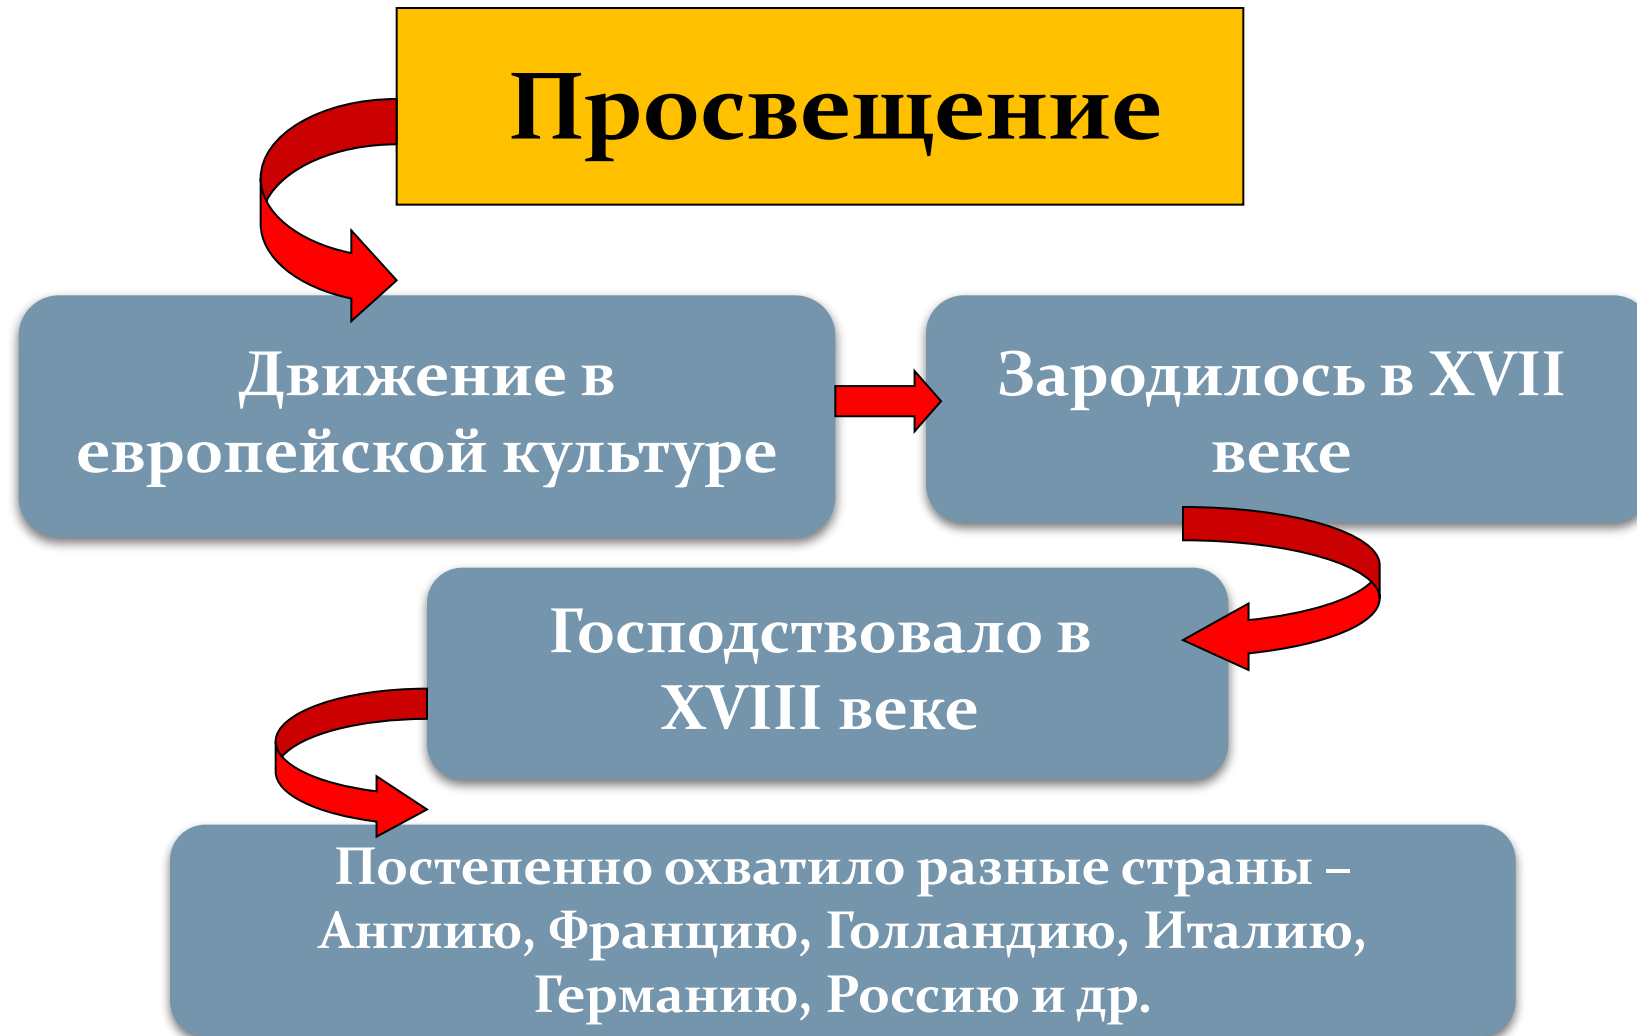 Просвещение
Движение в
европейской культуре
Зародилось в XVII
веке
Господствовало в
XVIII веке
Постепенно охватило разные страны –
Англию, Францию, Голландию, Италию,
Германию, Россию и др.